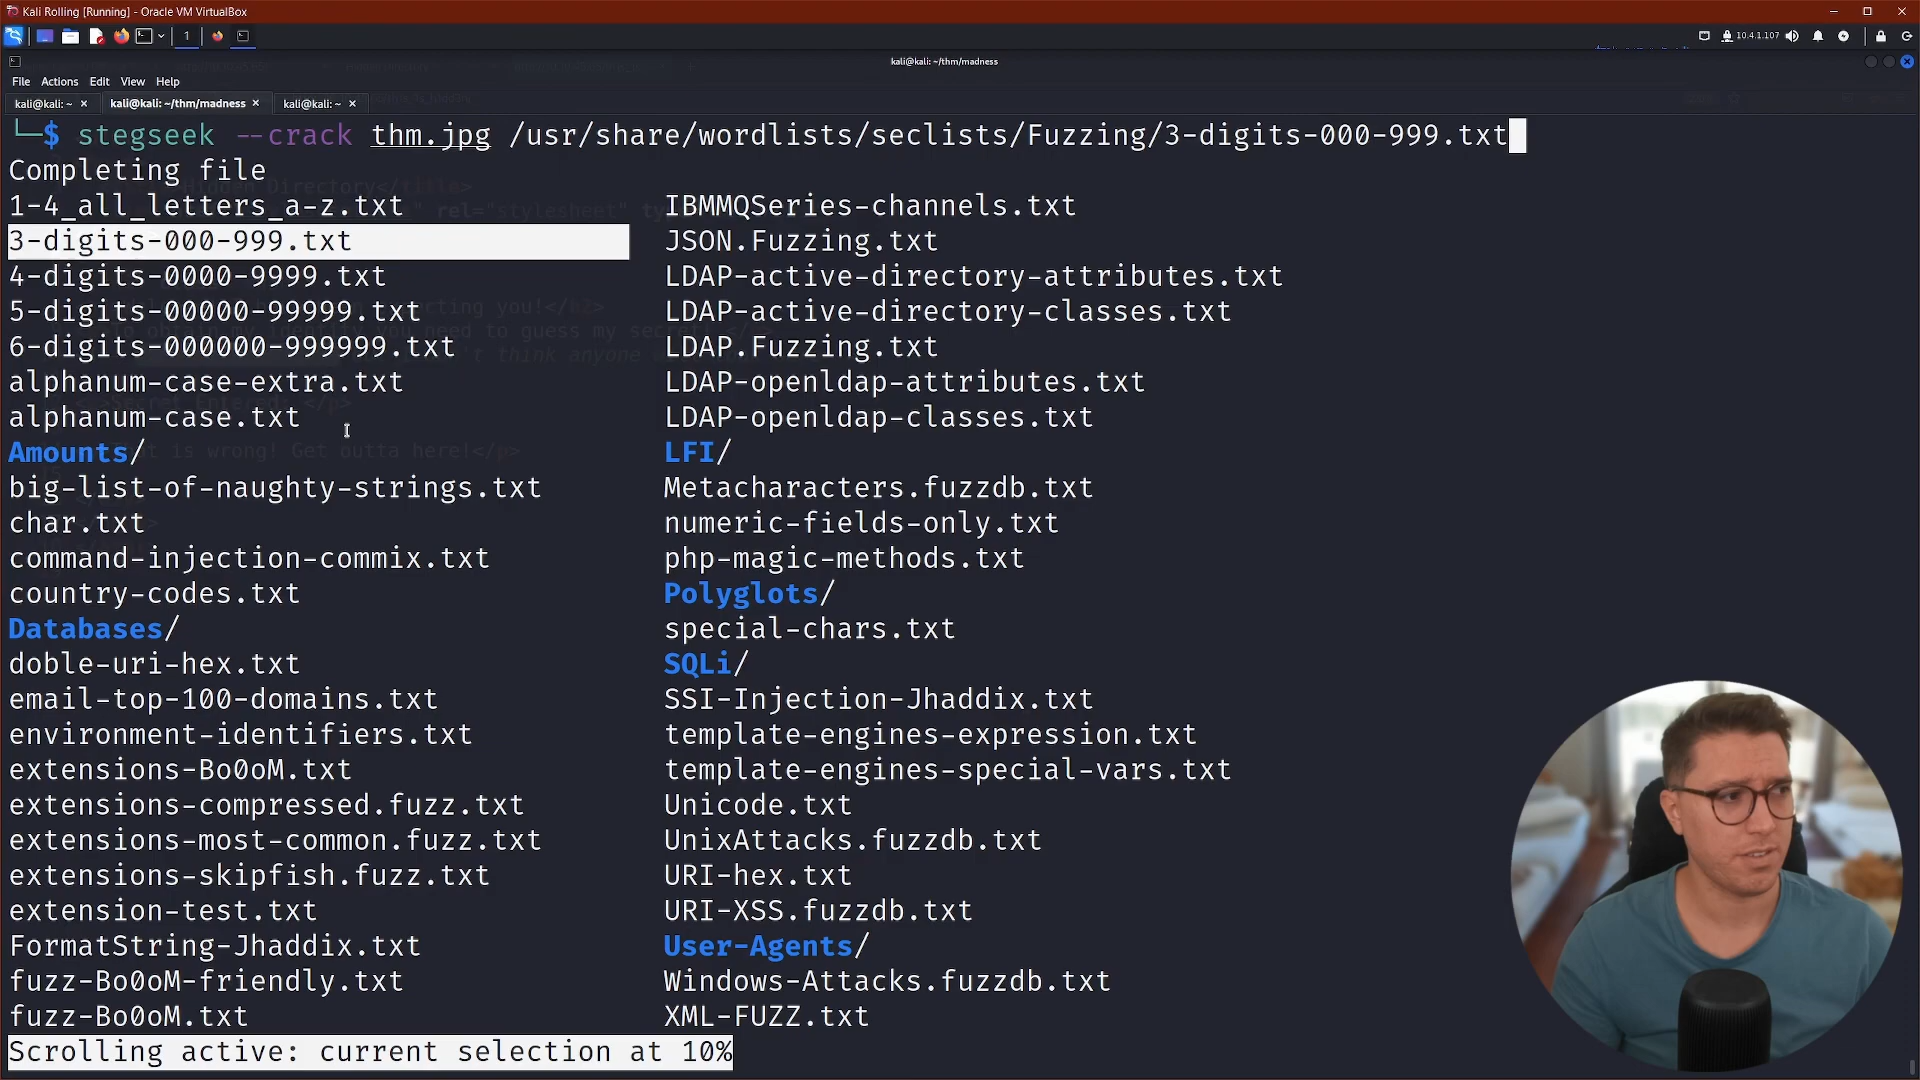 Kali Rolling [Running] - Oracle VM VirtualBox
1
10.4.1.107
kali@kali: ~/thm/madness
File Actions Edit View Help
kali@kali: ~ × kali@kali: ~/thm/madness × kali@kali: ~ ×
└─$ stegseek --crack thm.jpg /usr/share/wordlists/seclists/Fuzzing/3-digits-000-999.txt
Completing file
1-4_all_letters_a-z.txt IBMMQSeries-channels.txt
3-digits-000-999.txt JSON.Fuzzing.txt
4-digits-0000-9999.txt LDAP-active-directory-attributes.txt
5-digits-00000-99999.txt LDAP-active-directory-classes.txt
6-digits-000000-999999.txt LDAP.Fuzzing.txt
alphanum-case-extra.txt LDAP-openldap-attributes.txt
alphanum-case.txt LDAP-openldap-classes.txt
Amounts/ LFI/
big-list-of-naughty-strings.txt Metacharacters.fuzzdb.txt
char.txt numeric-fields-only.txt
command-injection-commix.txt php-magic-methods.txt
country-codes.txt Polyglots/
Databases/ special-chars.txt
doble-uri-hex.txt SQLi/
email-top-100-domains.txt SSI-Injection-Jhaddix.txt
environment-identifiers.txt template-engines-expression.txt
extensions-Bo0oM.txt template-engines-special-vars.txt
extensions-compressed.fuzz.txt Unicode.txt
extensions-most-common.fuzz.txt UnixAttacks.fuzzdb.txt
extensions-skipfish.fuzz.txt URI-hex.txt
extension-test.txt URI-XSS.fuzzdb.txt
FormatString-Jhaddix.txt User-Agents/
fuzz-Bo0oM-friendly.txt Windows-Attacks.fuzzdb.txt
fuzz-Bo0oM.txt XML-FUZZ.txt
Scrolling active: current selection at 10%